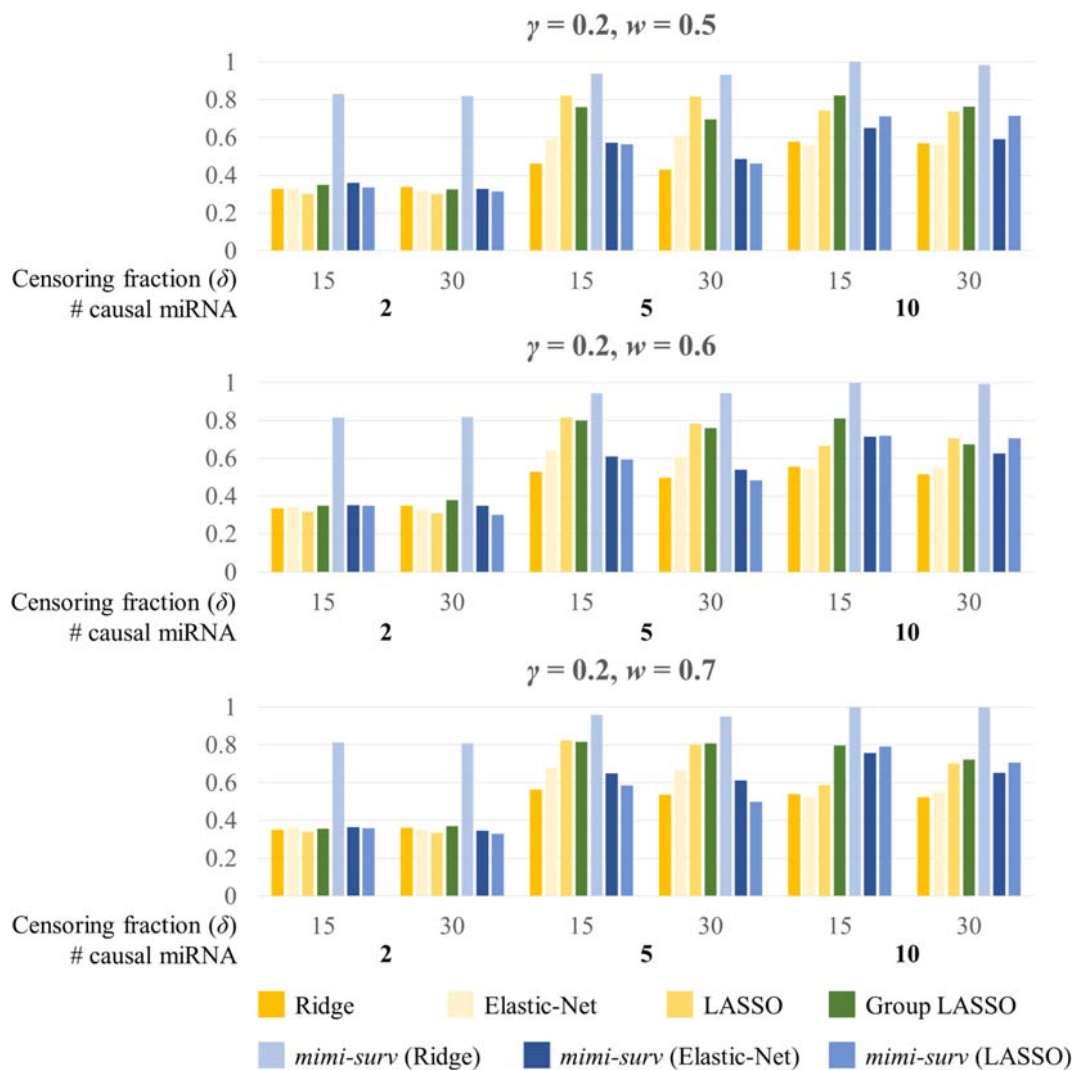 γ = 0.2, w = 0.5
1
0.8
0.6
0.4
0.2
0
Censoring fraction (δ) 15 30 15 30 15 30
# causal miRNA 2 5 10
γ = 0.2, w = 0.6
1
0.8
0.6
0.4
0.2
0
Censoring fraction (δ) 15 30 15 30 15 30
# causal miRNA 2 5 10
γ = 0.2, w = 0.7
1
0.8
0.6
0.4
0.2
0
Censoring fraction (δ) 15 30 15 30 15 30
# causal miRNA 2 5 10
Ridge Elastic-Net LASSO Group LASSO
mimi-surv (Ridge) mimi-surv (Elastic-Net) mimi-surv (LASSO)